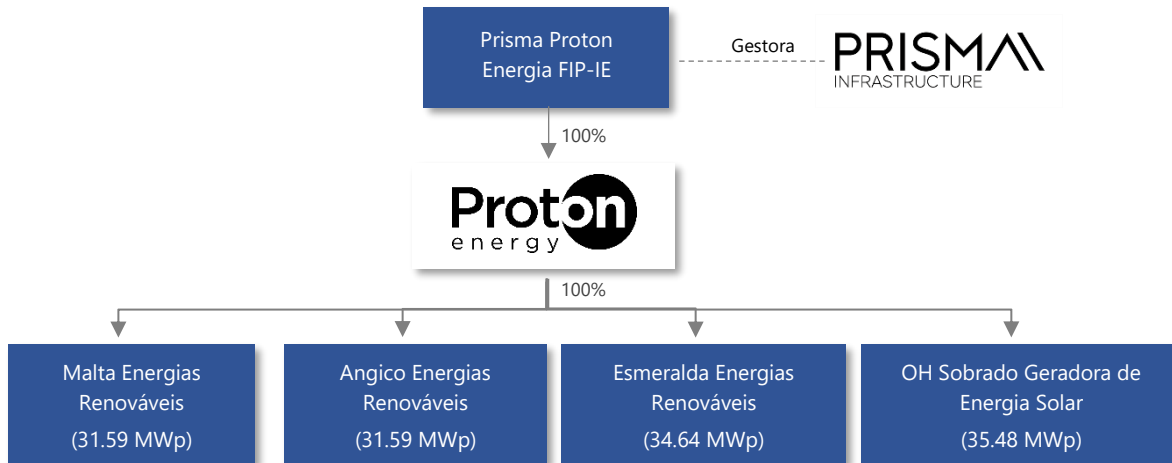 Prisma Proton
Energia FIP-IE
Gestora
PRISMA
INFRASTRUCTURE
100%
Proton
energy
100%
Malta Energias
Renováveis
(31.59 MWp)
Angico Energias
Renováveis
(31.59 MWp)
Esmeralda Energias
Renováveis
(34.64 MWp)
OH Sobrado Geradora de
Energia Solar
(35.48 MWp)